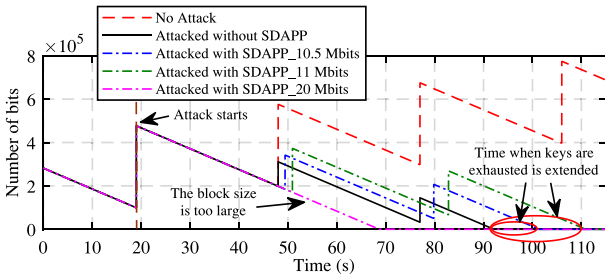 No Attack
Attacked without SDAPP
Attacked with SDAPP_10.5 Mbits
Attacked with SDAPP_11 Mbits
Attacked with SDAPP_20 Mbits
×10⁵
8
6
4
2
0
Number of bits
Attack starts
The block size
is too large
Time when keys are
exhausted is extended
0 10 20 30 40 50 60 70 80 90 100 110
Time (s)